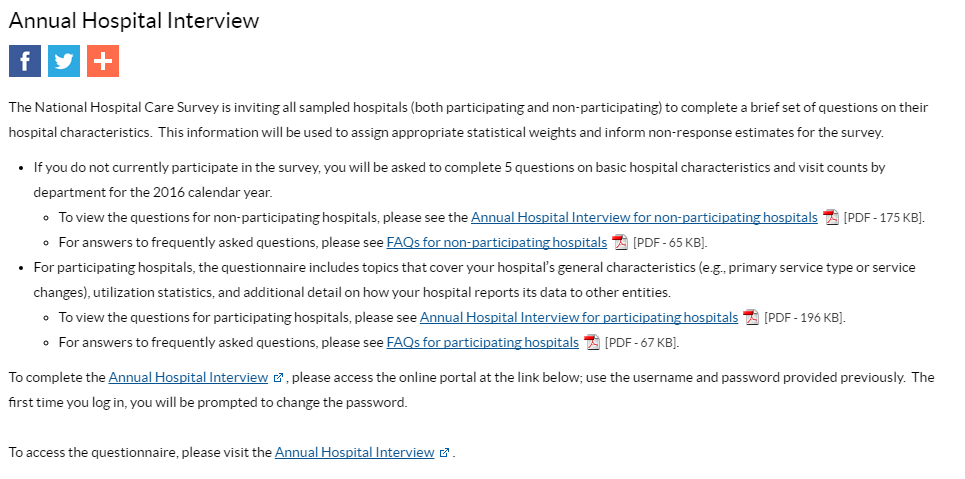 Annual Hospital Interview
The National Hospital Care Survey is inviting all sampled hospitals (both participating and non-participating) to complete a brief set of questions on their
hospital characteristics.  This information will be used to assign appropriate statistical weights and inform non-response estimates for the survey.
• If you do not currently participate in the survey, you will be asked to complete 5 questions on basic hospital characteristics and visit counts by
department for the 2016 calendar year.
◦ To view the questions for non-participating hospitals, please see the Annual Hospital Interview for non-participating hospitals [PDF - 175 KB].
◦ For answers to frequently asked questions, please see FAQs for non-participating hospitals [PDF - 65 KB].
• For participating hospitals, the questionnaire includes topics that cover your hospital's general characteristics (e.g., primary service type or service
changes), utilization statistics, and additional detail on how your hospital reports its data to other entities.
◦ To view the questions for participating hospitals, please see Annual Hospital Interview for participating hospitals [PDF - 196 KB].
◦ For answers to frequently asked questions, please see FAQs for participating hospitals [PDF - 67 KB].
To complete the Annual Hospital Interview , please access the online portal at the link below; use the username and password provided previously.  The
first time you log in, you will be prompted to change the password.
To access the questionnaire, please visit the Annual Hospital Interview .